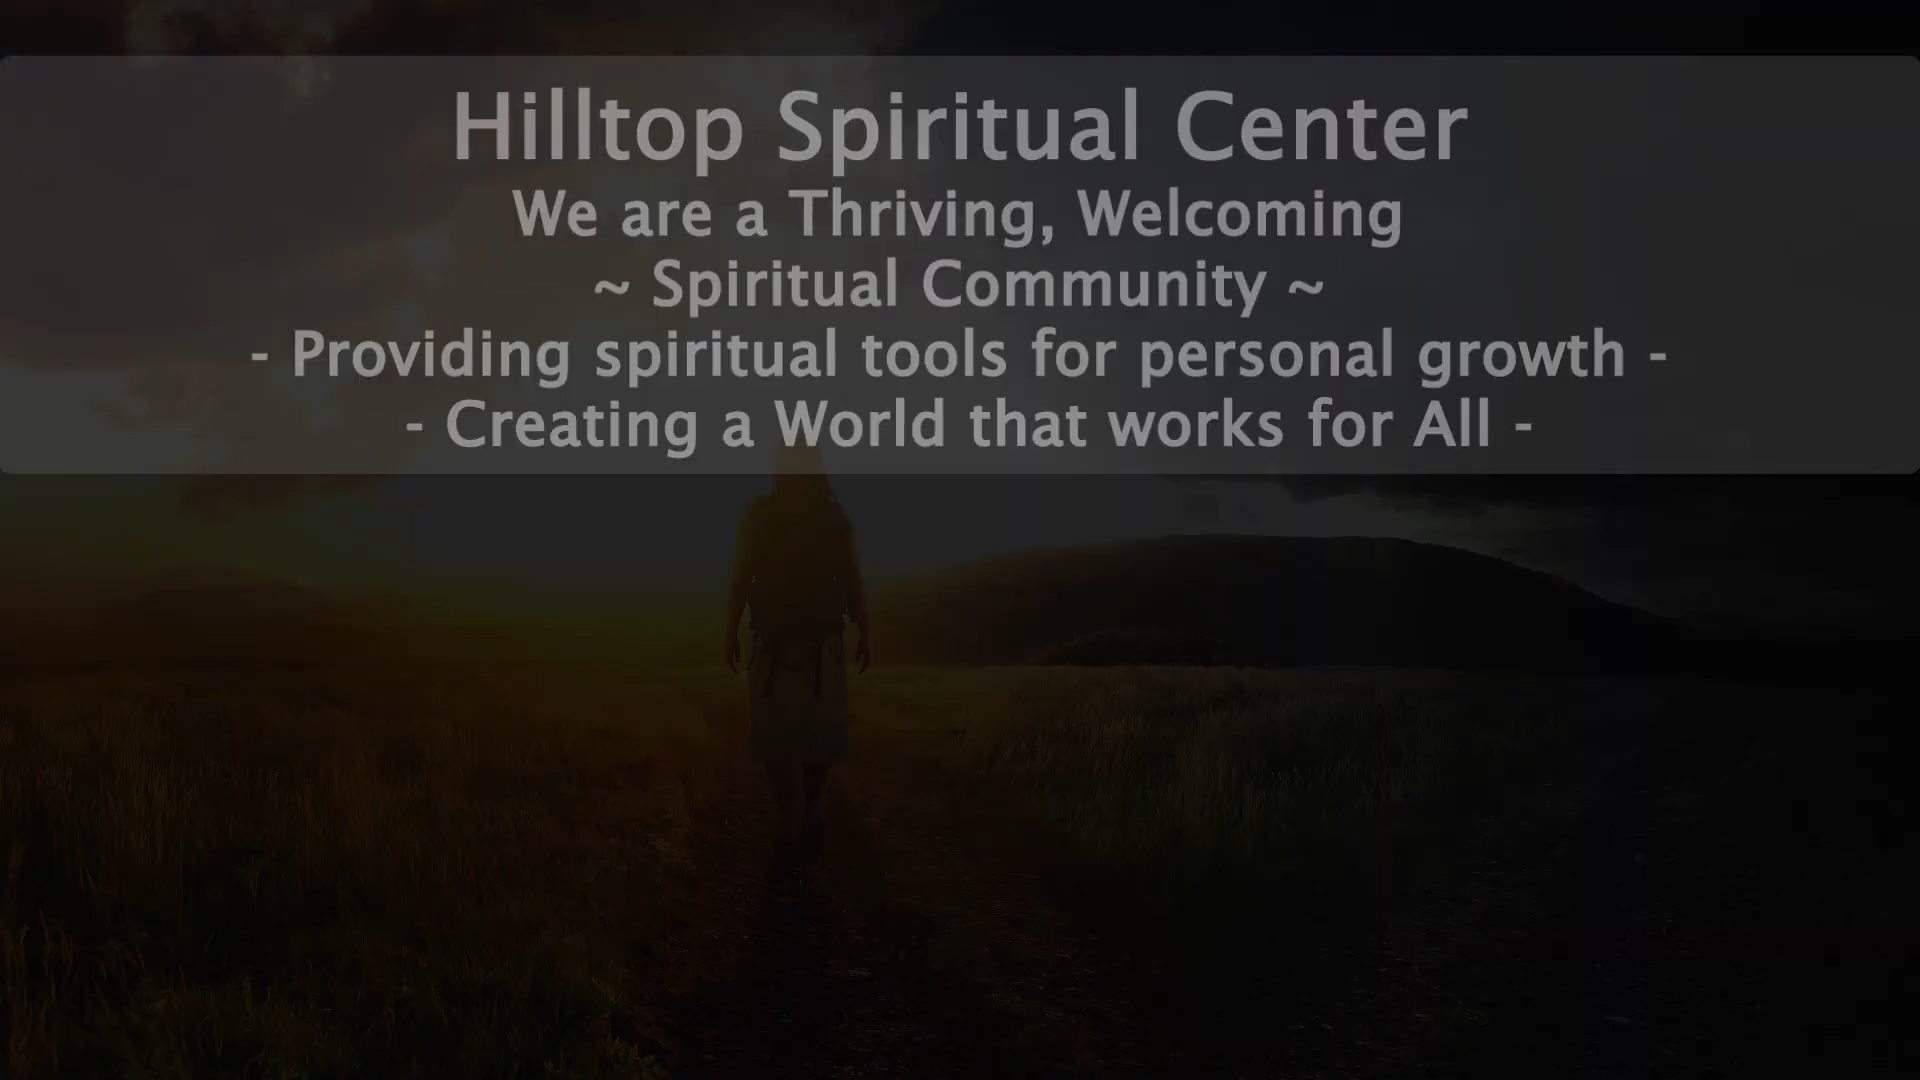 Hilltop Spiritual Center
We are a Thriving, Welcoming
~ Spiritual Community ~
- Providing spiritual tools for personal growth -
- Creating a World that works for All -